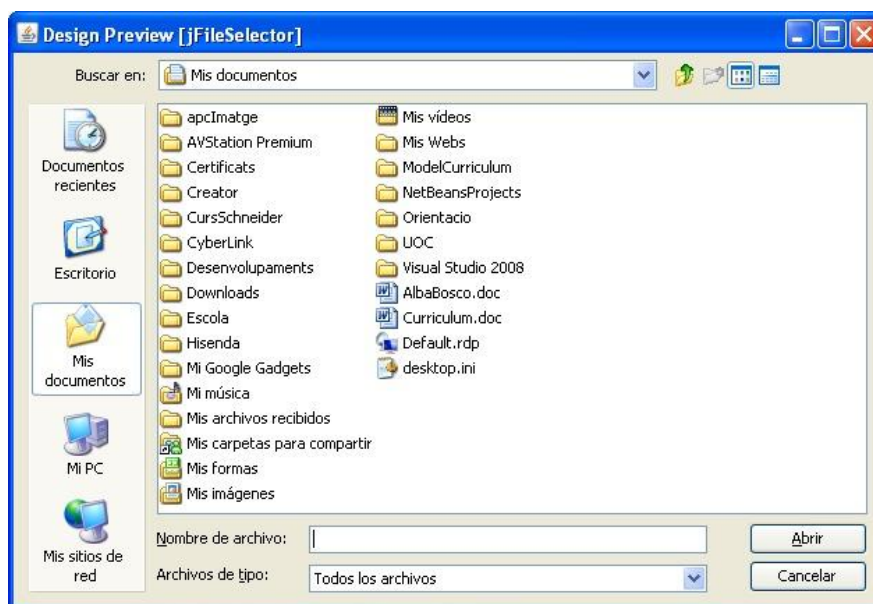 Design Preview [jFileSelector]
Buscar en:
Mis documentos
Documentos
recientes
Escritorio
Mis
documentos
Mi PC
Mis sitios de
red
apcImatge
AVStation Premium
Certificats
Creator
CursSchneider
CyberLink
Desenvolupaments
Downloads
Escola
Hisenda
Mi Google Gadgets
Mi música
Mis archivos recibidos
Mis carpetas para compartir
Mis formas
Mis imágenes
Mis vídeos
Mis Webs
ModelCurriculum
NetBeansProjects
Orientacio
UOC
Visual Studio 2008
AlbaBosco.doc
Curriculum.doc
Default.rdp
desktop.ini
Nombre de archivo:
Abrir
Archivos de tipo:
Todos los archivos
Cancelar